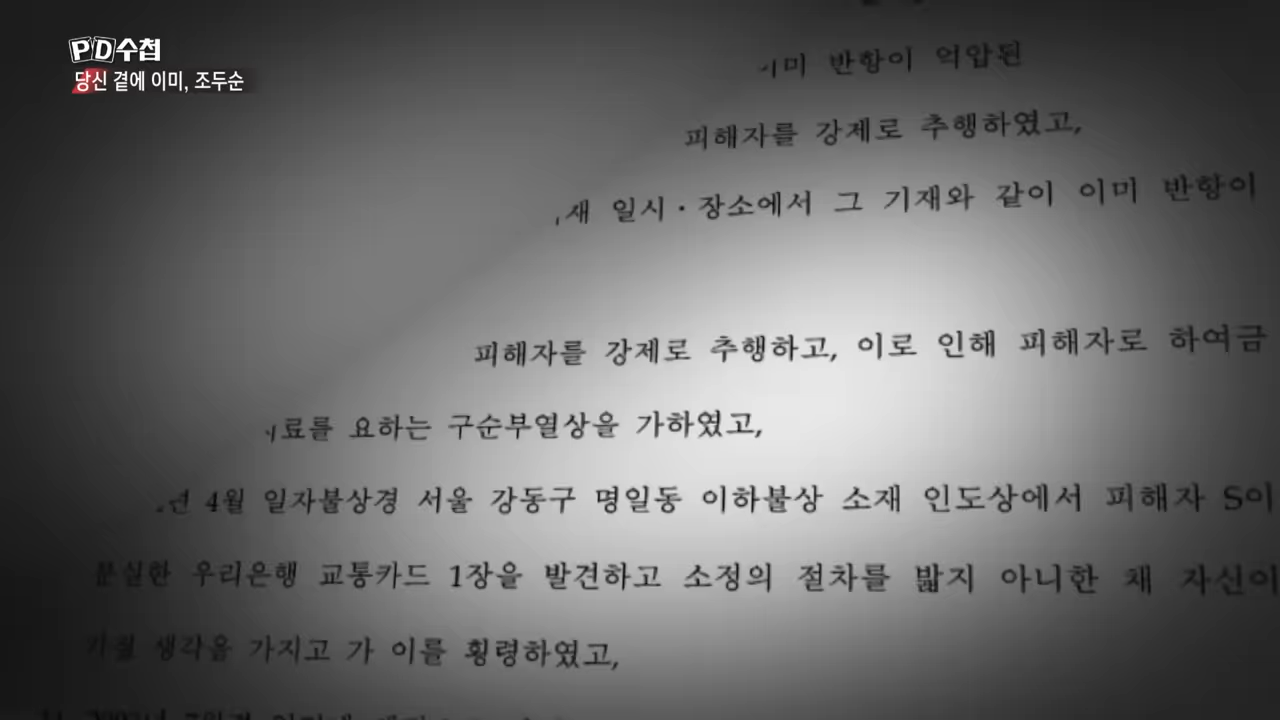 PD수첩
당신 곁에 이미, 조두순
반항이 억압된
피해자를 강제로 추행하였고,
일시·장소에서 그 기재와 같이 이미 반항이
피해자를 강제로 추행하고, 이로 인해 피해자로 하여금
요하는 구순부열상을 가하였고,
4월 일자불상경 서울 강동구 명일동 이하불상 소재 인도상에서 피해자 S이
분실한 우리은행 교통카드 1장을 발견하고 소정의 절차를 밟지 아니한 채 자신이
가질 생각을 가지고 가 이를 횡령하였고,